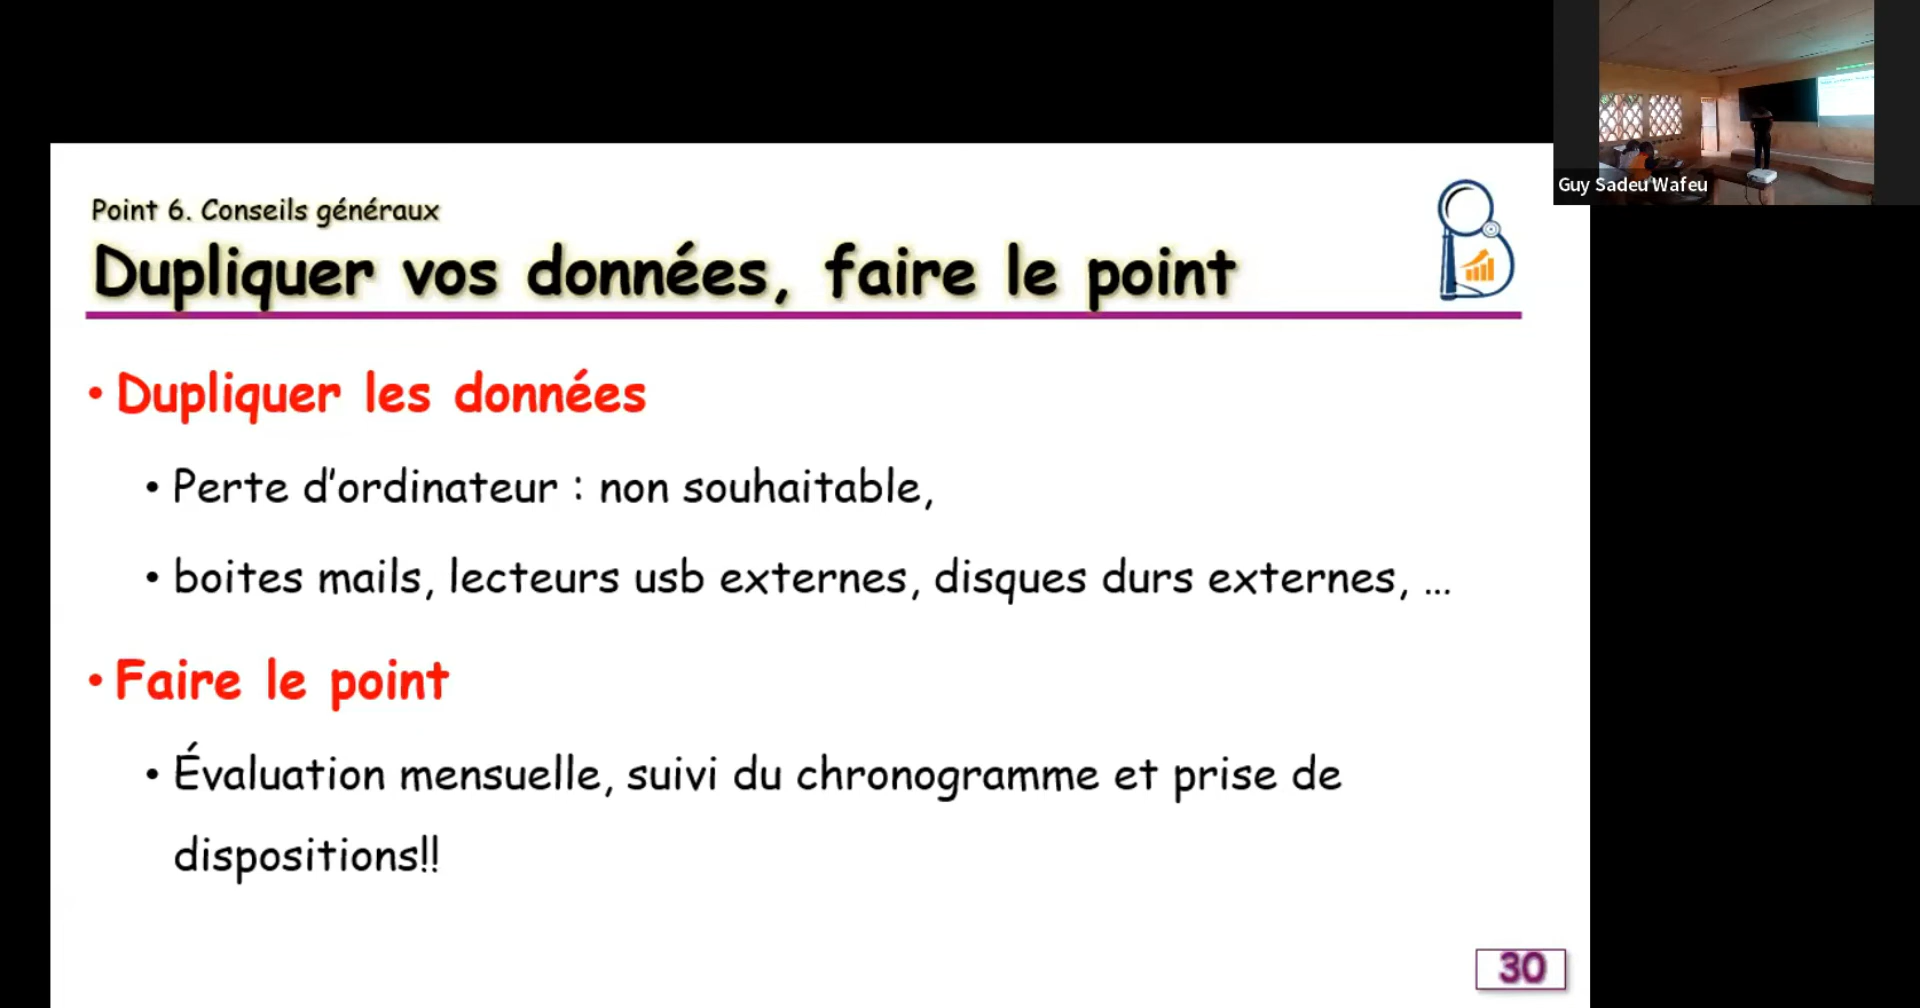 Point 6. Conseils généraux
Dupliquer vos données, faire le point
• Dupliquer les données
• Perte d’ordinateur : non souhaitable,
• boites mails, lecteurs usb externes, disques durs externes, ...
• Faire le point
• Évaluation mensuelle, suivi du chronogramme et prise de
dispositions!!
30
Guy Sadeu Wafeu